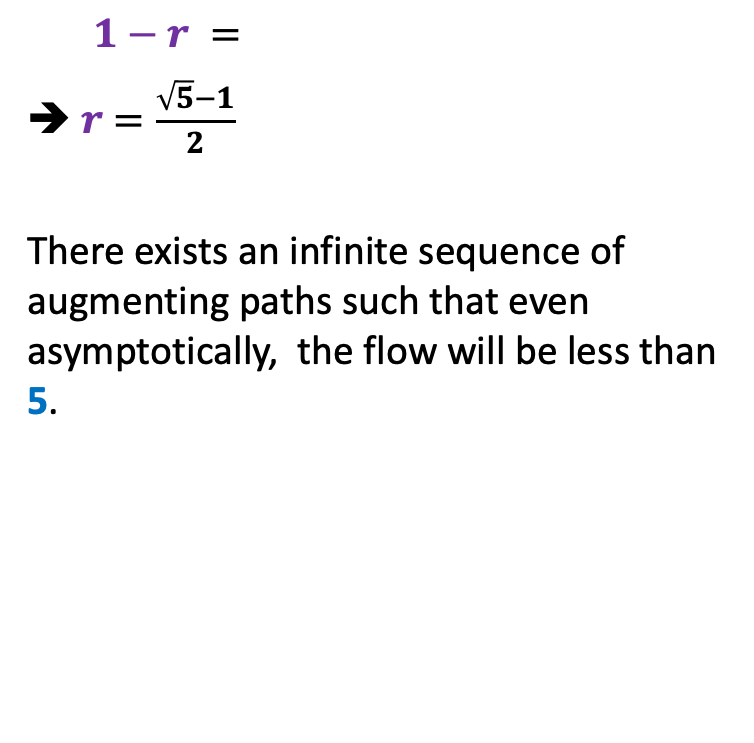 1 − r =
➔ r = (√5−1)/2
There exists an infinite sequence of
augmenting paths such that even
asymptotically,  the flow will be less than
5.